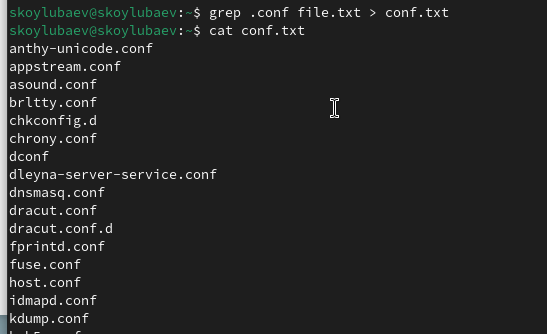 skoylubaev@skoylubaev:~$ grep .conf file.txt > conf.txt
skoylubaev@skoylubaev:~$ cat conf.txt
anthy-unicode.conf
appstream.conf
asound.conf
brltty.conf
chkconfig.d
chrony.conf
dconf
dleyna-server-service.conf
dnsmasq.conf
dracut.conf
dracut.conf.d
fprintd.conf
fuse.conf
host.conf
idmapd.conf
kdump.conf